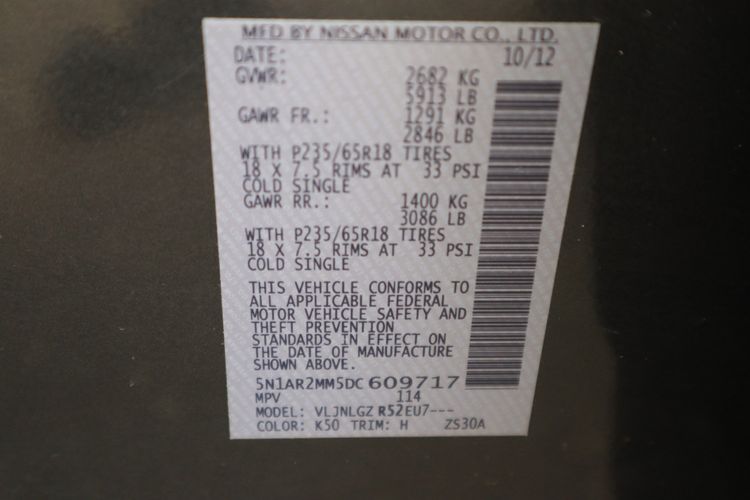 MFD BY NISSAN MOTOR CO., LTD.
DATE: 10/12
GVWR: 2682 KG
5913 LB
GAWR FR.: 1291 KG
2846 LB
WITH P235/65R18 TIRES
18 X 7.5 RIMS AT 33 PSI
COLD SINGLE
GAWR RR.: 1400 KG
3086 LB
WITH P235/65R18 TIRES
18 X 7.5 RIMS AT 33 PSI
COLD SINGLE
THIS VEHICLE CONFORMS TO
ALL APPLICABLE FEDERAL
MOTOR VEHICLE SAFETY AND
THEFT PREVENTION
STANDARDS IN EFFECT ON
THE DATE OF MANUFACTURE
SHOWN ABOVE.
5N1AR2MM5DC 609717
MPV 114
MODEL: VLJNLGZ R52EU7---
COLOR: K50 TRIM: H ZS30A